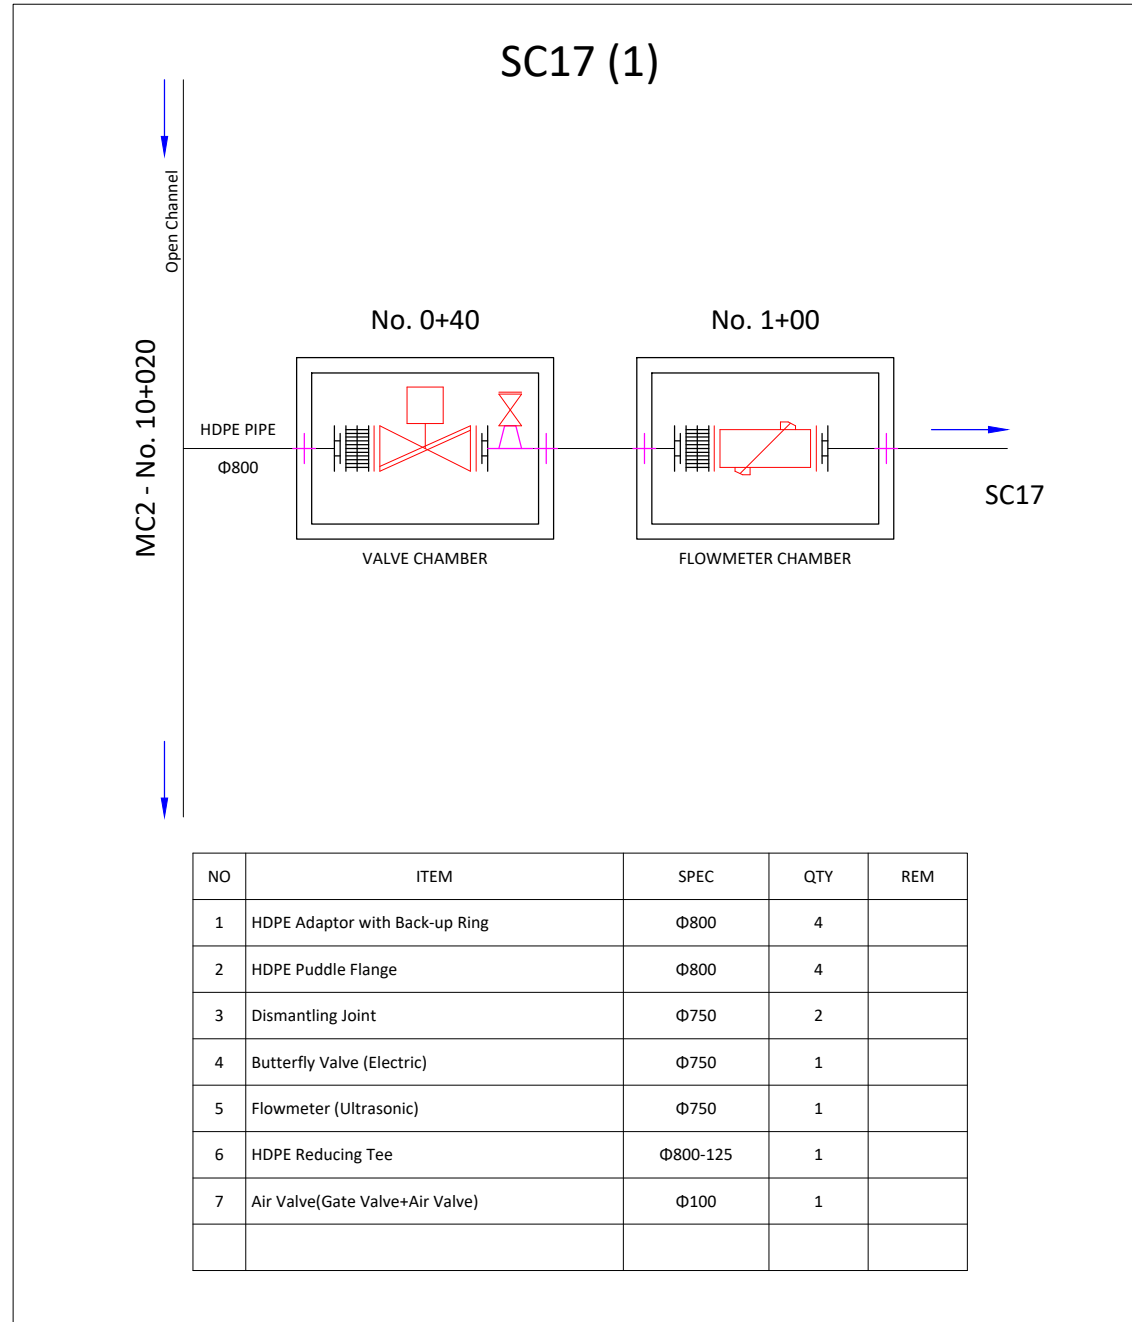 SC17 (1)
Open Channel
MC2 - No. 10+020
No. 0+40
No. 1+00
HDPE PIPE
Φ800
SC17
VALVE CHAMBER
FLOWMETER CHAMBER
NO ITEM SPEC QTY REM
1 HDPE Adaptor with Back-up Ring Φ800 4
2 HDPE Puddle Flange Φ800 4
3 Dismantling Joint Φ750 2
4 Butterfly Valve (Electric) Φ750 1
5 Flowmeter (Ultrasonic) Φ750 1
6 HDPE Reducing Tee Φ800-125 1
7 Air Valve(Gate Valve+Air Valve) Φ100 1